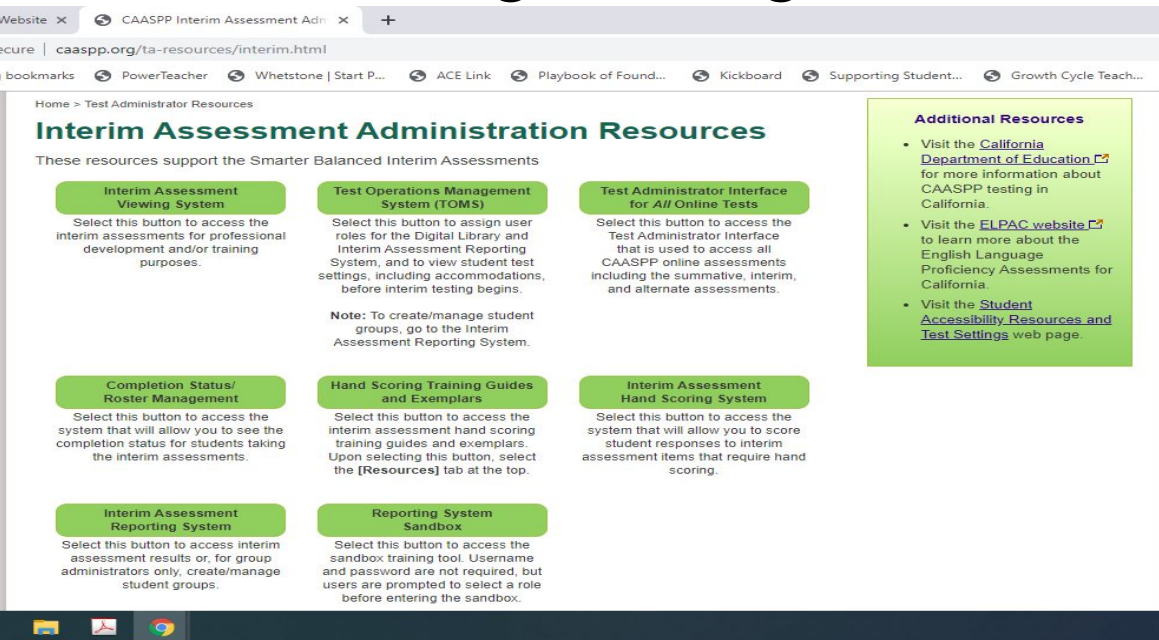 Website ×
CAASPP Interim Assessment Adm ×
+
ecure | caaspp.org/ta-resources/interim.html
bookmarks
PowerTeacher
Whetstone | Start P...
ACE Link
Playbook of Found...
Kickboard
Supporting Student...
Growth Cycle Teach...
Home > Test Administrator Resources
Interim Assessment Administration Resources
These resources support the Smarter Balanced Interim Assessments
Interim Assessment
Viewing System
Select this button to access the
interim assessments for professional
development and/or training
purposes.
Test Operations Management
System (TOMS)
Select this button to assign user
roles for the Digital Library and
Interim Assessment Reporting
System, and to view student test
settings, including accommodations,
before interim testing begins.
Note: To create/manage student
groups, go to the Interim
Assessment Reporting System.
Test Administrator Interface
for All Online Tests
Select this button to access the
Test Administrator Interface
that is used to access all
CAASPP online assessments
including the summative, interim,
and alternate assessments.
Completion Status/
Roster Management
Select this button to access the
system that will allow you to see the
completion status for students taking
the interim assessments.
Hand Scoring Training Guides
and Exemplars
Select this button to access the
interim assessment hand scoring
training guides and exemplars.
Upon selecting this button, select
the [Resources] tab at the top.
Interim Assessment
Hand Scoring System
Select this button to access the
system that will allow you to score
student responses to interim
assessment items that require hand
scoring.
Interim Assessment
Reporting System
Select this button to access interim
assessment results or, for group
administrators only, create/manage
student groups.
Reporting System
Sandbox
Select this button to access the
sandbox training tool. Username
and password are not required, but
users are prompted to select a role
before entering the sandbox.
Additional Resources
• Visit the California
Department of Education
for more information about
CAASPP testing in
California.
• Visit the ELPAC website
to learn more about the
English Language
Proficiency Assessments for
California.
• Visit the Student
Accessibility Resources and
Test Settings web page.